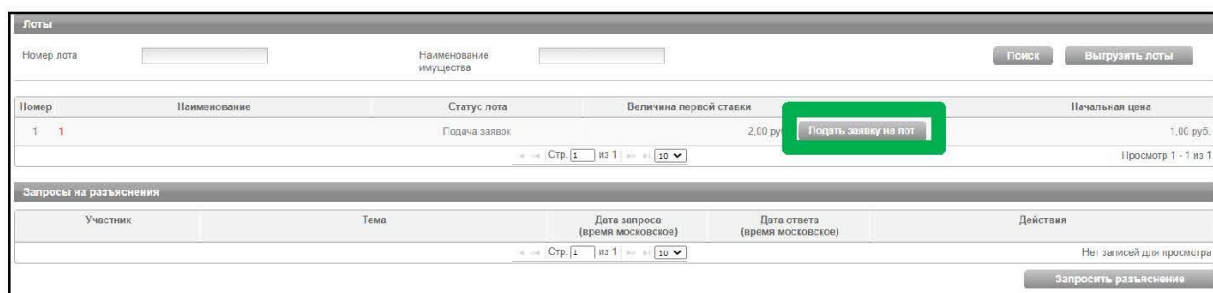 Лоты
Номер лота Наименование имущества Поиск Выгрузить лоты
Номер Наименование Статус лота Величина первой ставки Начальная цена
1 1 Подача заявок 2,00 руб Подать заявку на лот 1,00 руб.
Стр. 1 из 1 10 Просмотр 1 - 1 из 1
Запросы на разъяснения
Участник Тема Дата запроса (время московское) Дата ответа (время московское) Действия
Стр. 1 из 1 10 Нет записей для просмотра
Запросить разъяснение